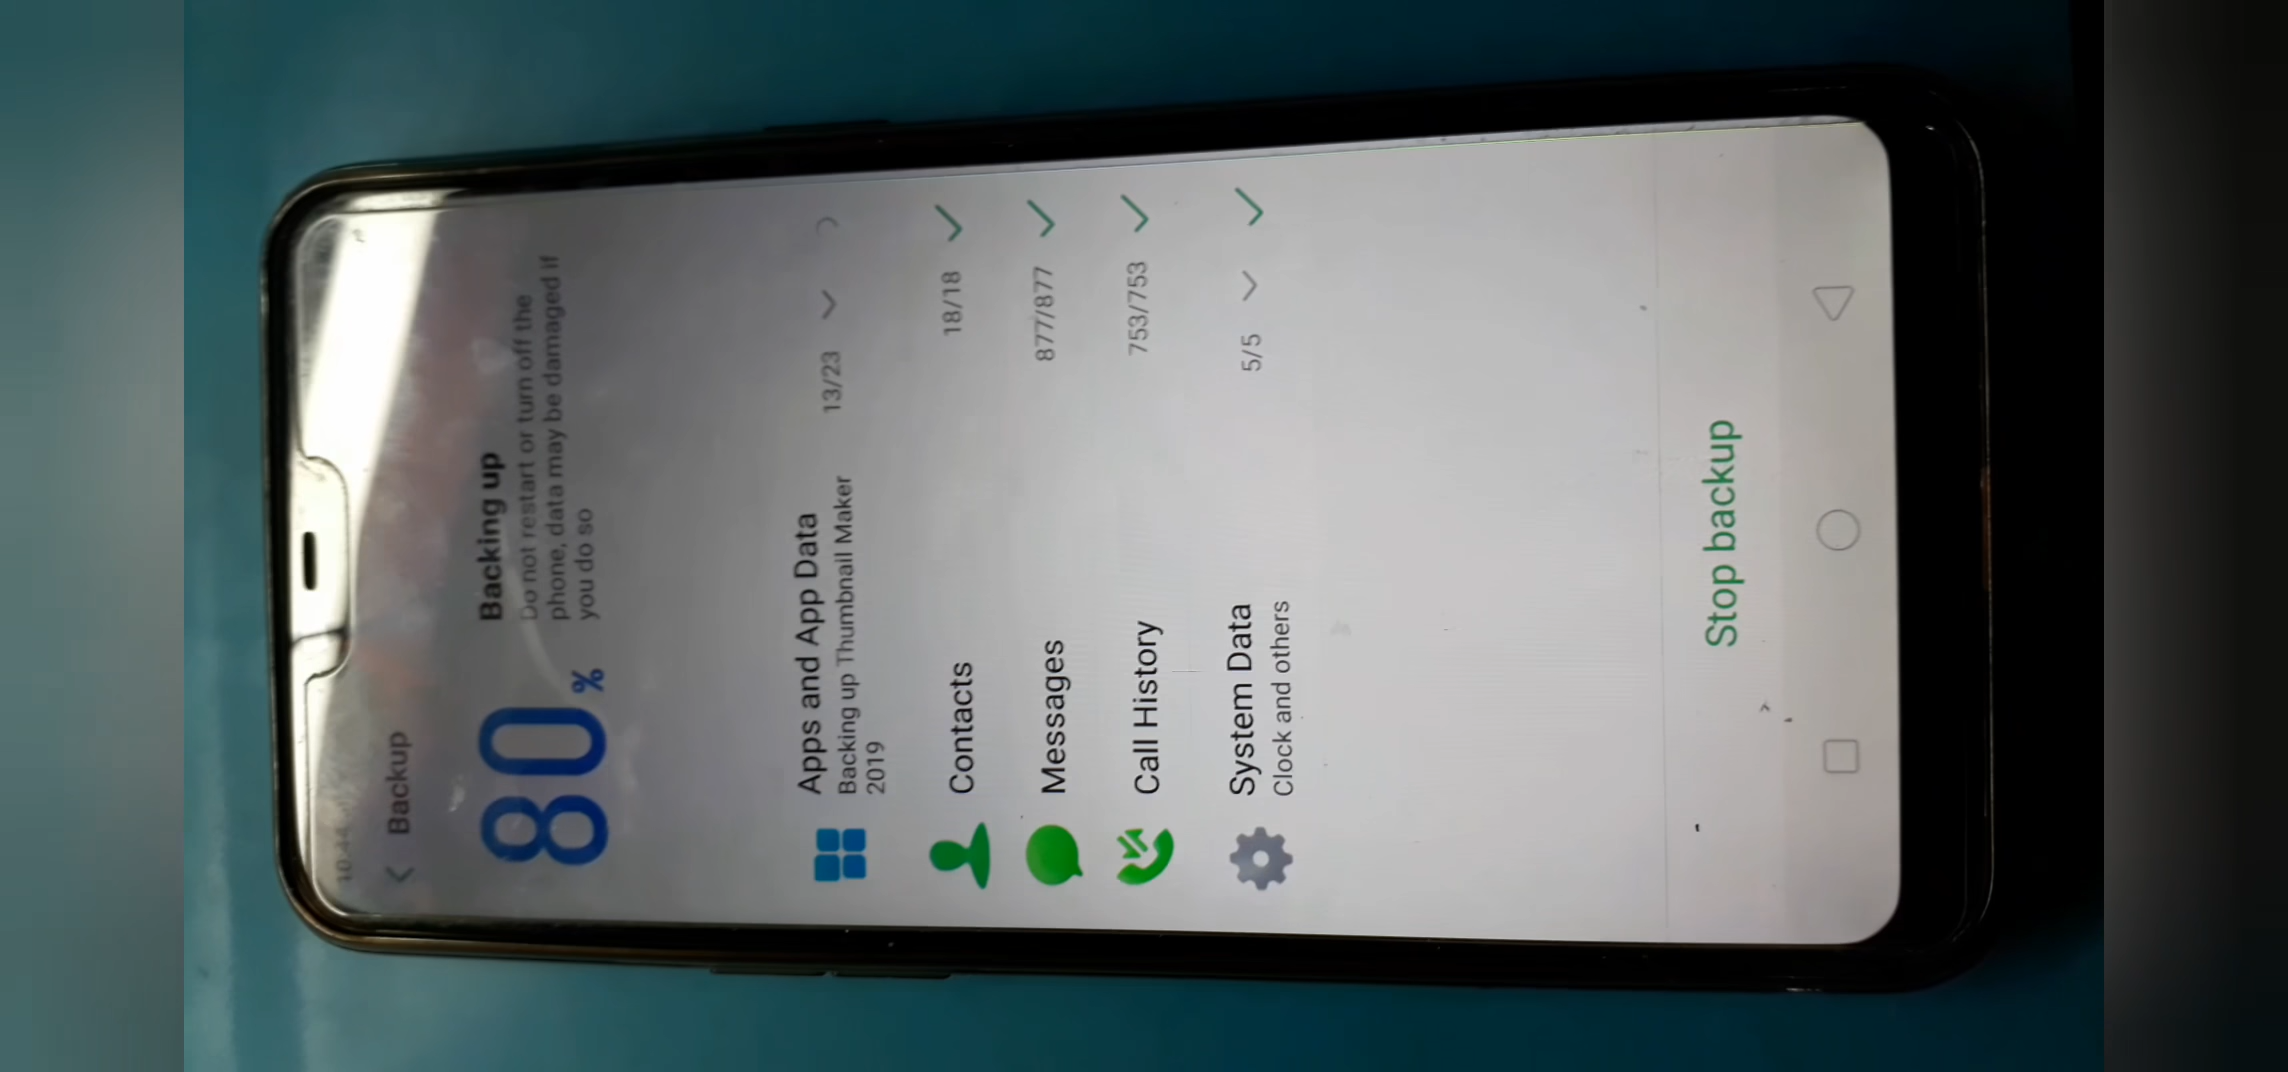 10:44
Backup
80%
Backing up
Do not restart or turn off the
phone, data may be damaged if
you do so
Apps and App Data
13/23
Backing up Thumbnail Maker
2019
Contacts
18/18
Messages
877/877
Call History
753/753
System Data
5/5
Clock and others
Stop backup